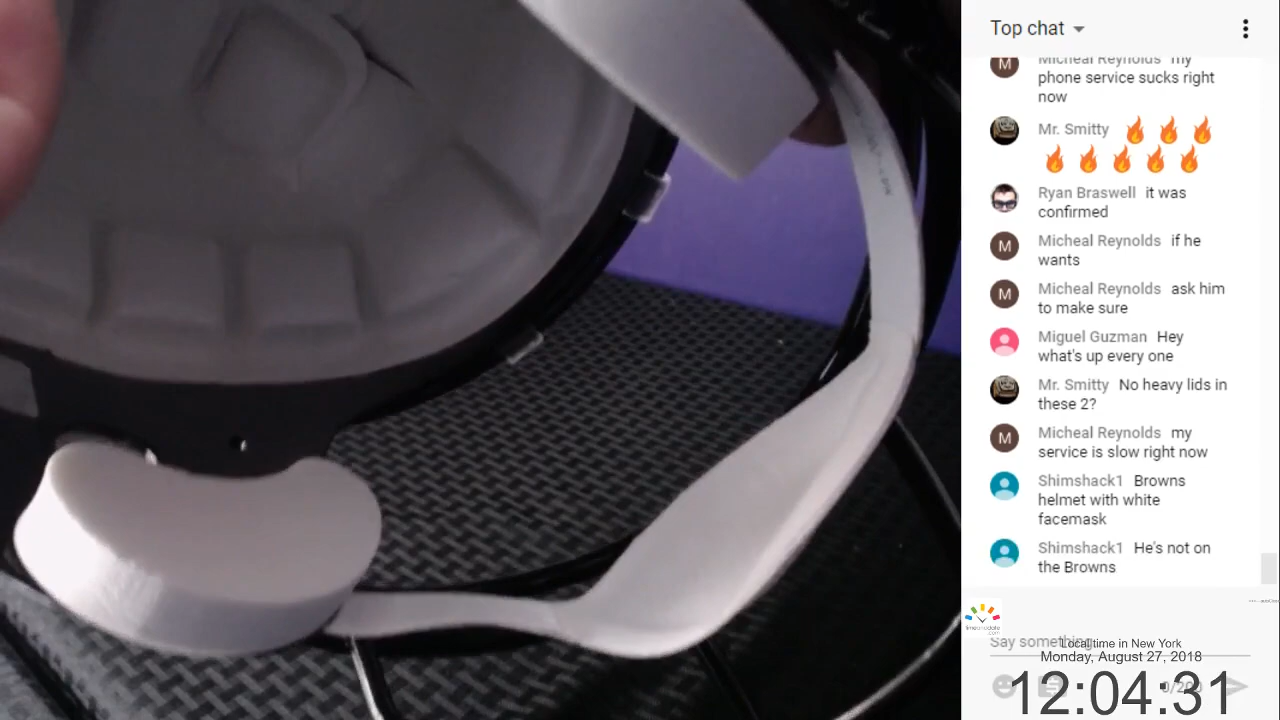 Top chat
Micheal Reynolds my
phone service sucks right
now
Mr. Smitty 🔥 🔥 🔥
🔥 🔥 🔥 🔥 🔥
Ryan Braswell it was
confirmed
Micheal Reynolds if he
wants
Micheal Reynolds ask him
to make sure
Miguel Guzman Hey
what's up every one
Mr. Smitty No heavy lids in
these 2?
Micheal Reynolds my
service is slow right now
Shimshack1 Browns
helmet with white
facemask
Shimshack1 He's not on
the Browns
Say something...
Local time in New York
Monday, August 27, 2018
12:04:31
M
M
M
M